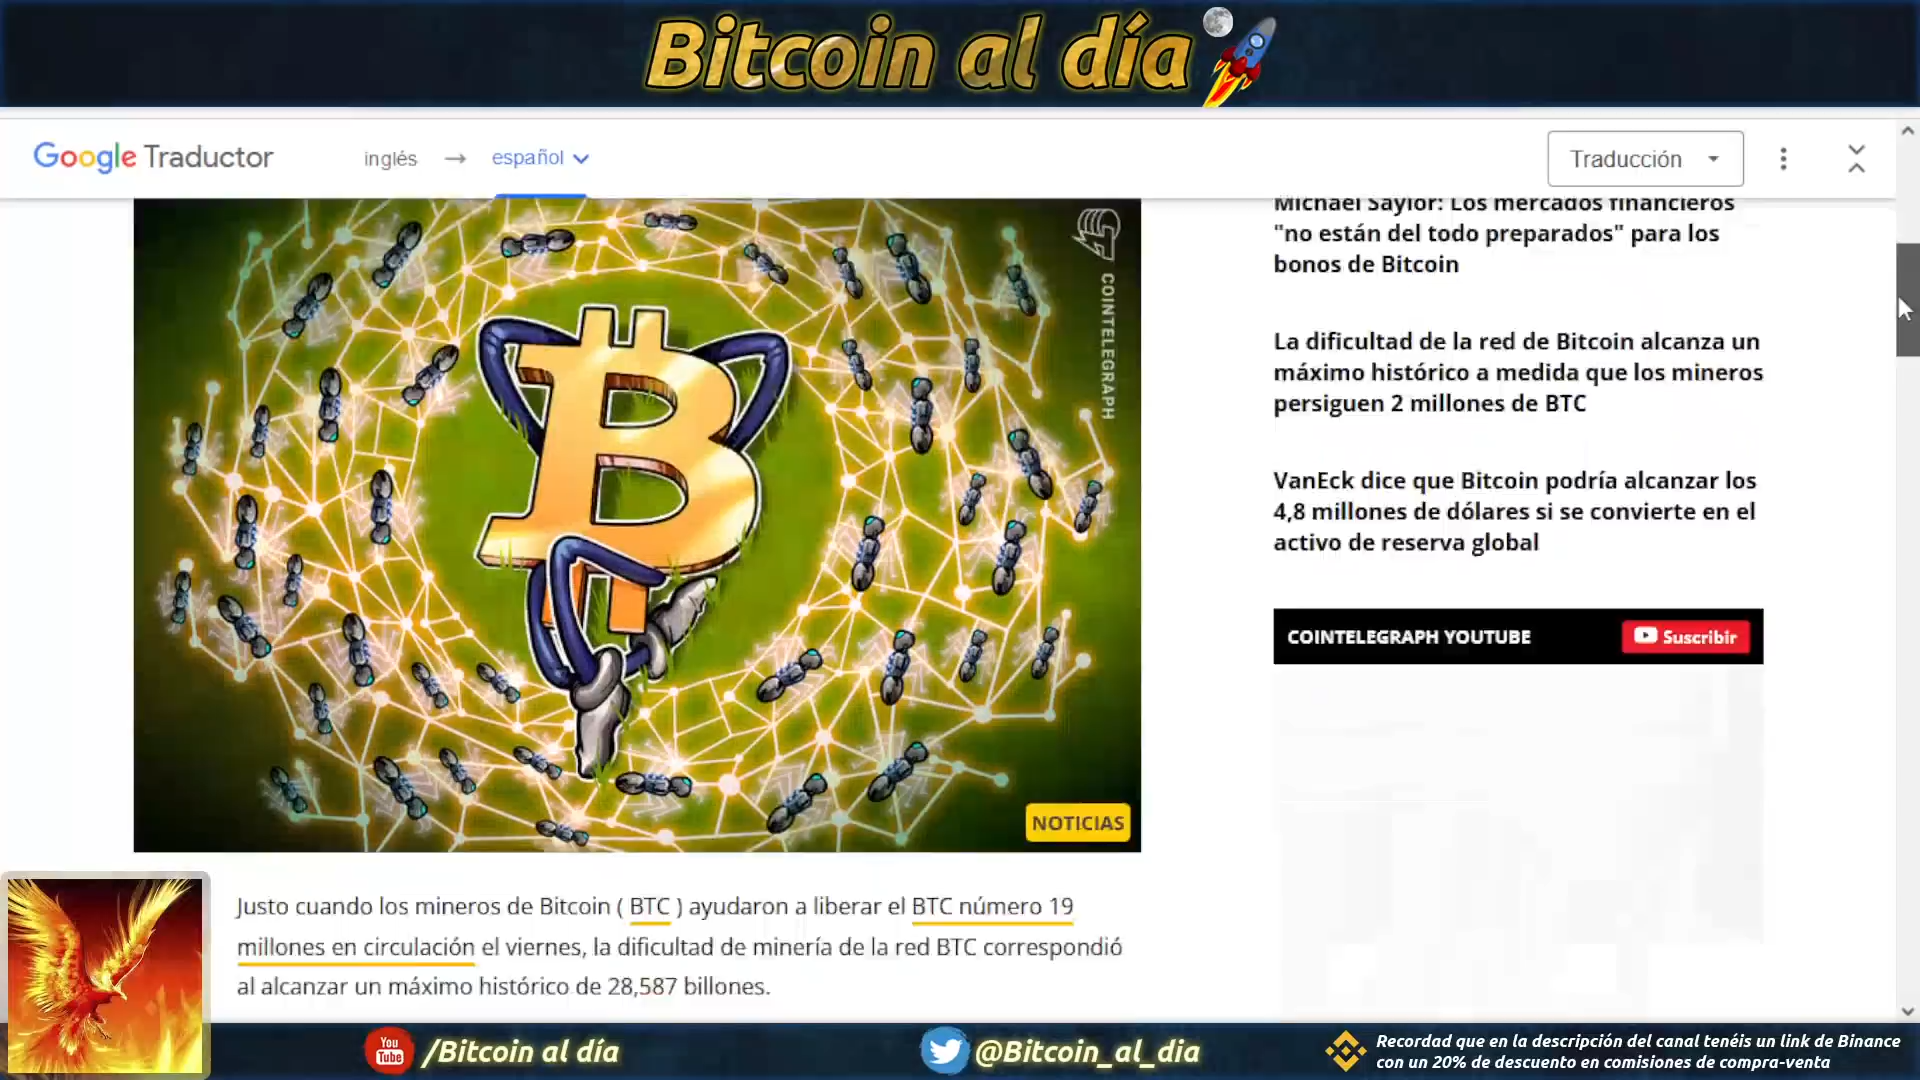 Bitcoin al día
Google Traductor
inglés → español
Traducción
COINTELEGRAPH
NOTICIAS
Michael Saylor: Los mercados financieros
"no están del todo preparados" para los
bonos de Bitcoin
La dificultad de la red de Bitcoin alcanza un
máximo histórico a medida que los mineros
persiguen 2 millones de BTC
VanEck dice que Bitcoin podría alcanzar los
4,8 millones de dólares si se convierte en el
activo de reserva global
COINTELEGRAPH YOUTUBE
Suscribir
Justo cuando los mineros de Bitcoin ( BTC ) ayudaron a liberar el BTC número 19
millones en circulación el viernes, la dificultad de minería de la red BTC correspondió
al alcanzar un máximo histórico de 28,587 billones.
You
Tube
/Bitcoin al día
@Bitcoin_al_dia
Recordad que en la descripción del canal tenéis un link de Binance
con un 20% de descuento en comisiones de compra-venta